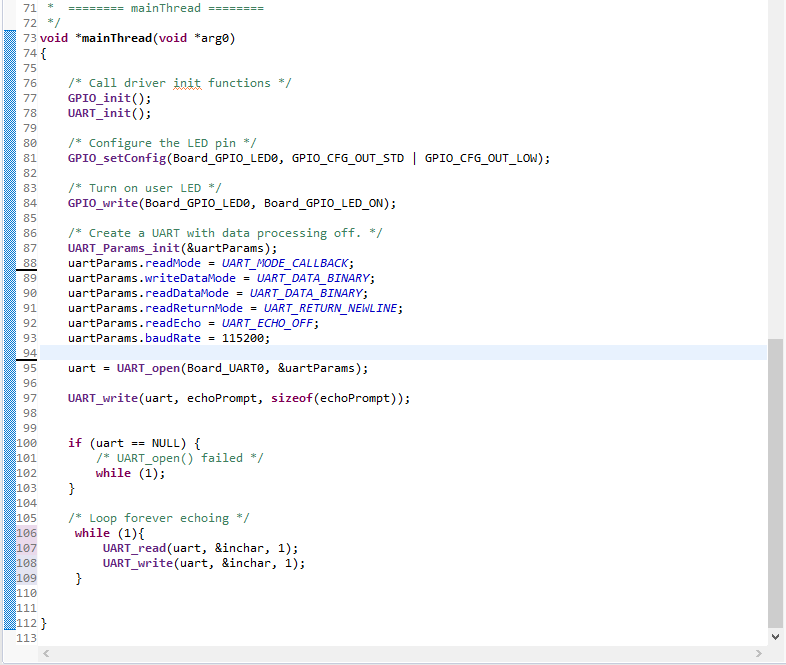 71 *  ======== mainThread ========
72 */
73 void *mainThread(void *arg0)
74 {
75
76     /* Call driver init functions */
77     GPIO_init();
78     UART_init();
79
80     /* Configure the LED pin */
81     GPIO_setConfig(Board_GPIO_LED0, GPIO_CFG_OUT_STD | GPIO_CFG_OUT_LOW);
82
83     /* Turn on user LED */
84     GPIO_write(Board_GPIO_LED0, Board_GPIO_LED_ON);
85
86     /* Create a UART with data processing off. */
87     UART_Params_init(&uartParams);
88     uartParams.readMode = UART_MODE_CALLBACK;
89     uartParams.writeDataMode = UART_DATA_BINARY;
90     uartParams.readDataMode = UART_DATA_BINARY;
91     uartParams.readReturnMode = UART_RETURN_NEWLINE;
92     uartParams.readEcho = UART_ECHO_OFF;
93     uartParams.baudRate = 115200;
94
95     uart = UART_open(Board_UART0, &uartParams);
96
97     UART_write(uart, echoPrompt, sizeof(echoPrompt));
98
99
100     if (uart == NULL) {
101         /* UART_open() failed */
102         while (1);
103     }
104
105     /* Loop forever echoing */
106      while (1){
107          UART_read(uart, &inchar, 1);
108          UART_write(uart, &inchar, 1);
109      }
110
111
112 }
113